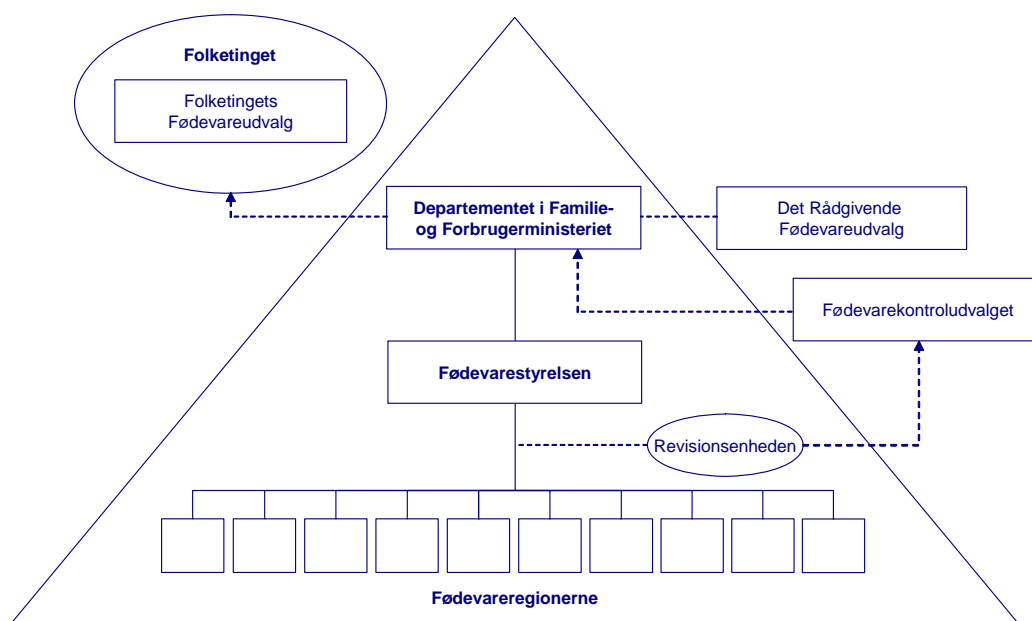 Folketinget
Folketingets
Fødevareudvalg
Departementet i Familie-
og Forbrugerministeriet
Det Rådgivende
Fødevareudvalg
Fødevarekontroludvalget
Fødevarestyrelsen
Revisionsenheden
Fødevareregionerne